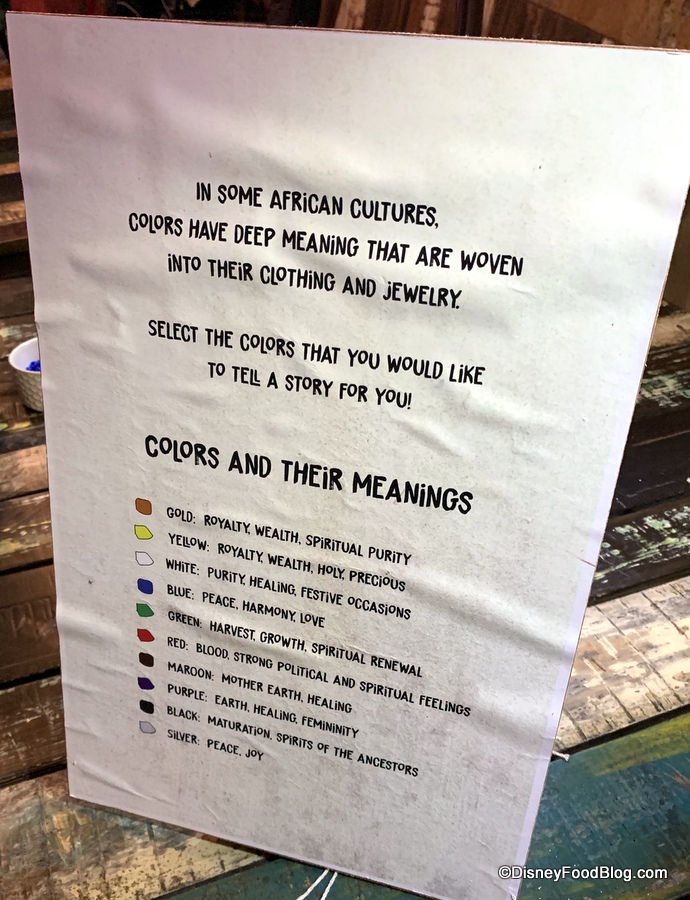 IN SOME AFRICAN CULTURES,
COLORS HAVE DEEP MEANING THAT ARE WOVEN
INTO THEIR CLOTHING AND JEWELRY.
SELECT THE COLORS THAT YOU WOULD LIKE
TO TELL A STORY FOR YOU!
COLORS AND THEIR MEANINGS
GOLD: ROYALTY, WEALTH, SPIRITUAL PURITY
YELLOW: ROYALTY, WEALTH, HOLY, PRECIOUS
WHITE: PURITY, HEALING, FESTIVE OCCASIONS
BLUE: PEACE, HARMONY, LOVE
GREEN: HARVEST, GROWTH, SPIRITUAL RENEWAL
RED: BLOOD, STRONG POLITICAL AND SPIRITUAL FEELINGS
MAROON: MOTHER EARTH, HEALING
PURPLE: EARTH, HEALING, FEMININITY
BLACK: MATURATION, SPIRITS OF THE ANCESTORS
SILVER: PEACE, JOY
©DisneyFoodBlog.com